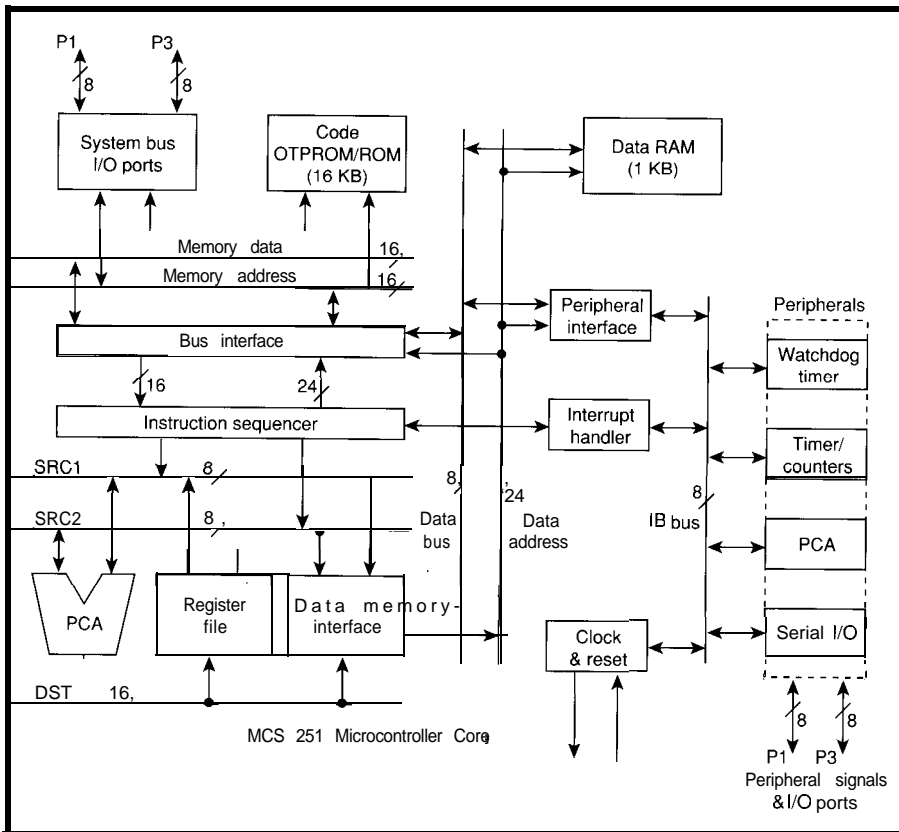 P1 P3
8 8
System bus
I/O ports
Code
OTPROM/ROM
(16 KB)
Data RAM
(1 KB)
Memory data 16,
Memory address 16
Bus interface
16 24
Instruction sequencer
Peripheral
interface
Interrupt
handler
Peripherals
Watchdog
timer
Timer/
counters
PCA
Serial I/O
8
IB bus
SRC1 8
SRC2 8,
8,
Data
bus
,
24
Data
address
PCA
Register
file
Data memory-
interface
Clock
& reset
DST 16,
MCS 251 Microcontroller Core
8 8
P1 P3
Peripheral signals
& I/O ports